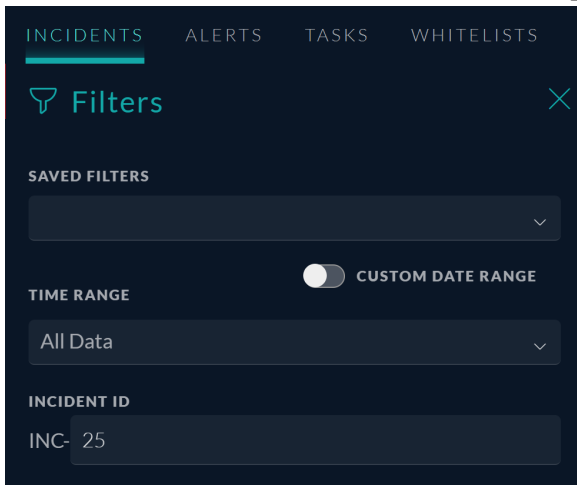 INCIDENTS ALERTS TASKS WHITELISTS
Filters
SAVED FILTERS
CUSTOM DATE RANGE
TIME RANGE
All Data
INCIDENT ID
INC- 25